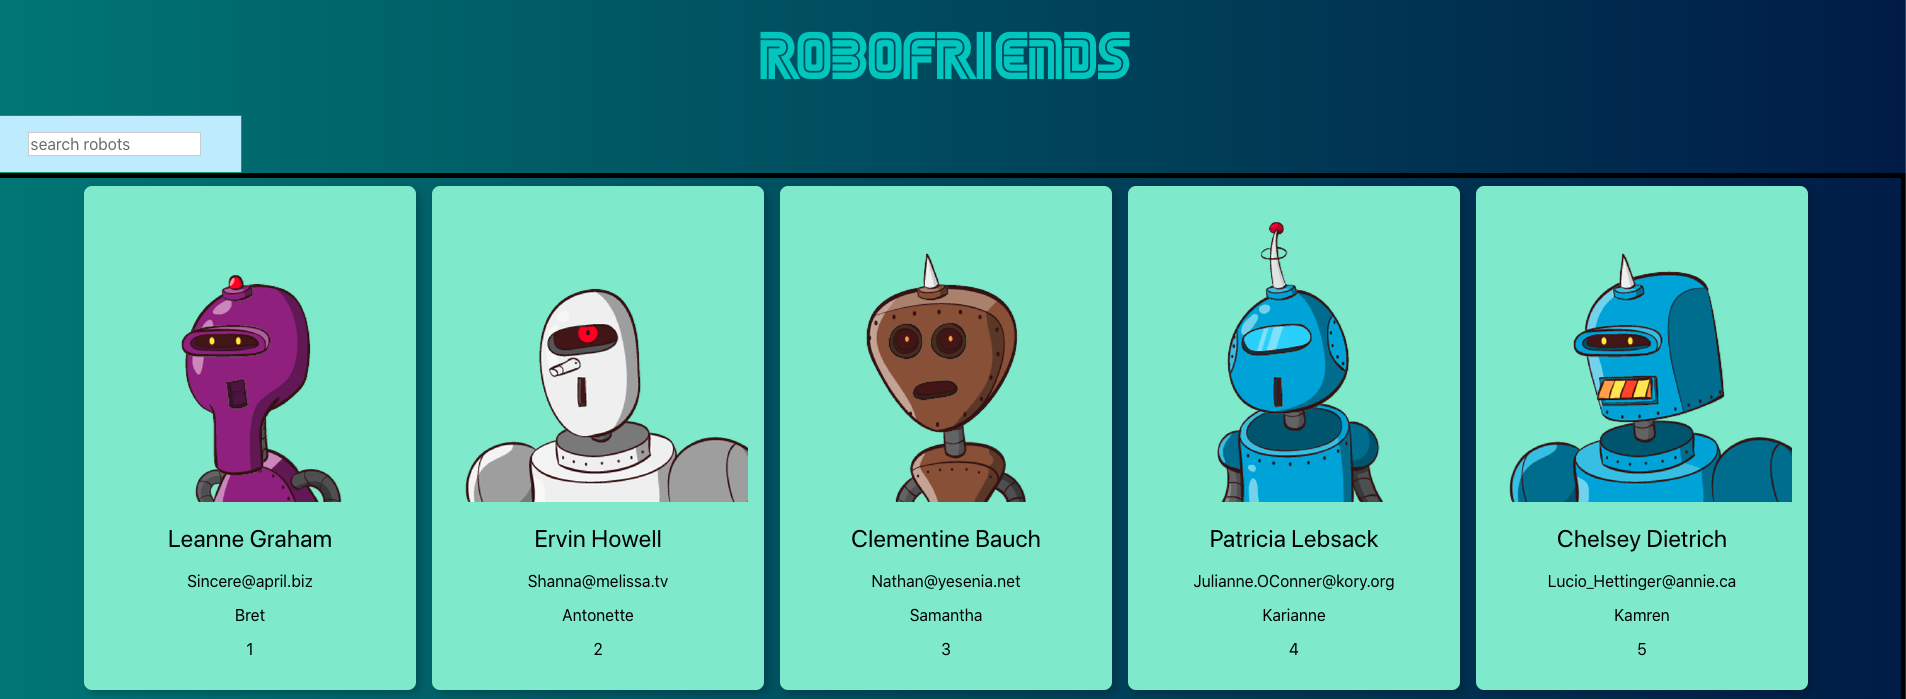 ROBOFRIENDS
search robots
Leanne Graham
Sincere@april.biz
Bret
1
Ervin Howell
Shanna@melissa.tv
Antonette
2
Clementine Bauch
Nathan@yesenia.net
Samantha
3
Patricia Lebsack
Julianne.OConner@kory.org
Karianne
4
Chelsey Dietrich
Lucio_Hettinger@annie.ca
Kamren
5